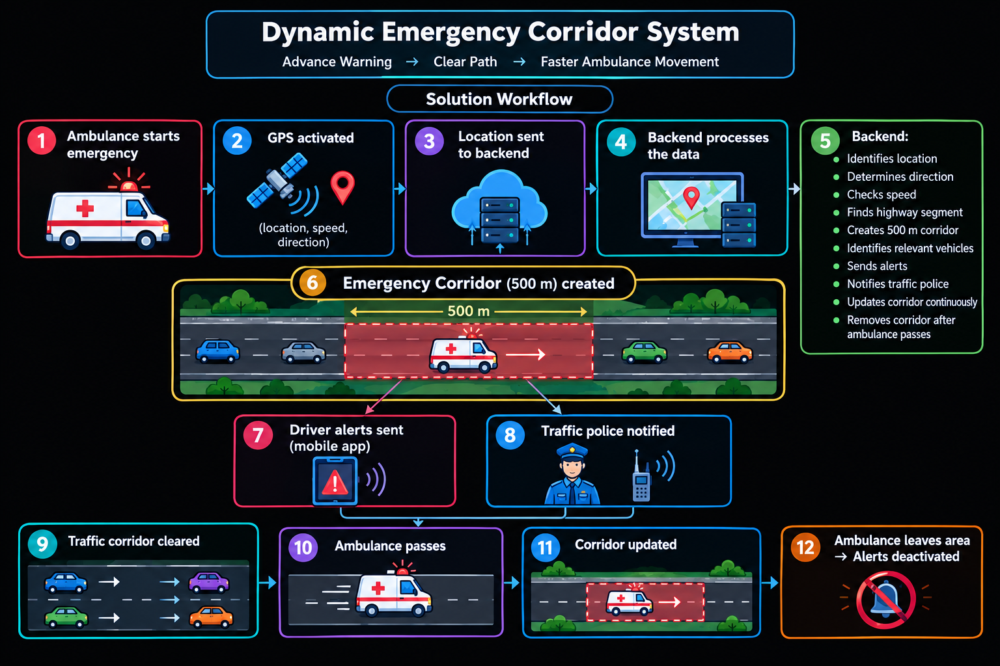 Dynamic Emergency Corridor System
Advance Warning → Clear Path → Faster Ambulance Movement
Solution Workflow
1
Ambulance starts
emergency
2
GPS activated
(location, speed,
direction)
3
Location sent
to backend
4
Backend processes
the data
5
Backend:
• Identifies location
• Determines direction
• Checks speed
• Finds highway segment
• Creates 500 m corridor
• Identifies relevant vehicles
• Sends alerts
• Notifies traffic police
• Updates corridor continuously
• Removes corridor after
ambulance passes
6
Emergency Corridor (500 m) created
500 m
7
Driver alerts sent
(mobile app)
8
Traffic police notified
9
Traffic corridor cleared
10
Ambulance passes
11
Corridor updated
12
Ambulance leaves area
→ Alerts deactivated